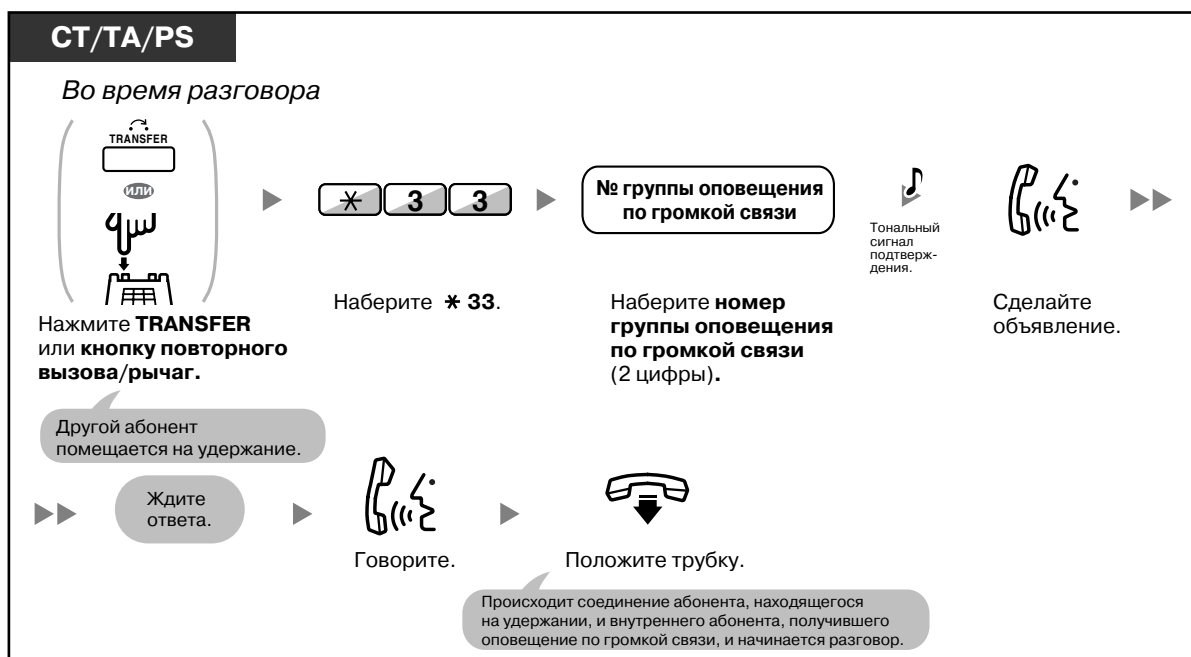 CT/TA/PS
Во время разговора
TRANSFER
или
✱ 3 3
№ группы оповещения
по громкой связи
Тональный
сигнал
подтверж-
дения.
Нажмите TRANSFER
или кнопку повторного
вызова/рычаг.
Наберите ✱ 33.
Наберите номер
группы оповещения
по громкой связи
(2 цифры).
Сделайте
объявление.
Другой абонент
помещается на удержание.
Ждите
ответа.
Говорите.
Положите трубку.
Происходит соединение абонента, находящегося
на удержании, и внутреннего абонента, получившего
оповещение по громкой связи, и начинается разговор.